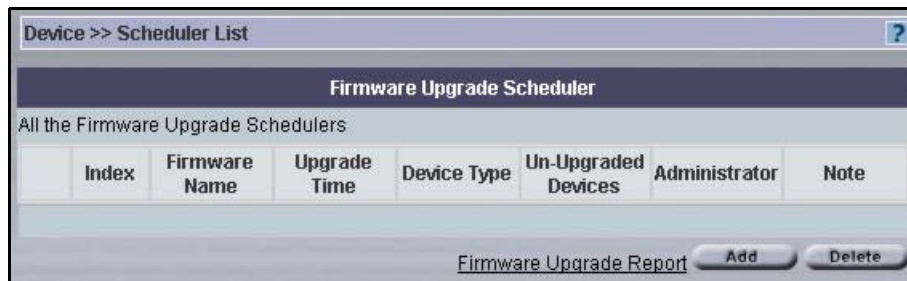 Device >> Scheduler List
?
Firmware Upgrade Scheduler
All the Firmware Upgrade Schedulers
Index Firmware Name Upgrade Time Device Type Un-Upgraded Devices Administrator Note
Firmware Upgrade Report Add Delete